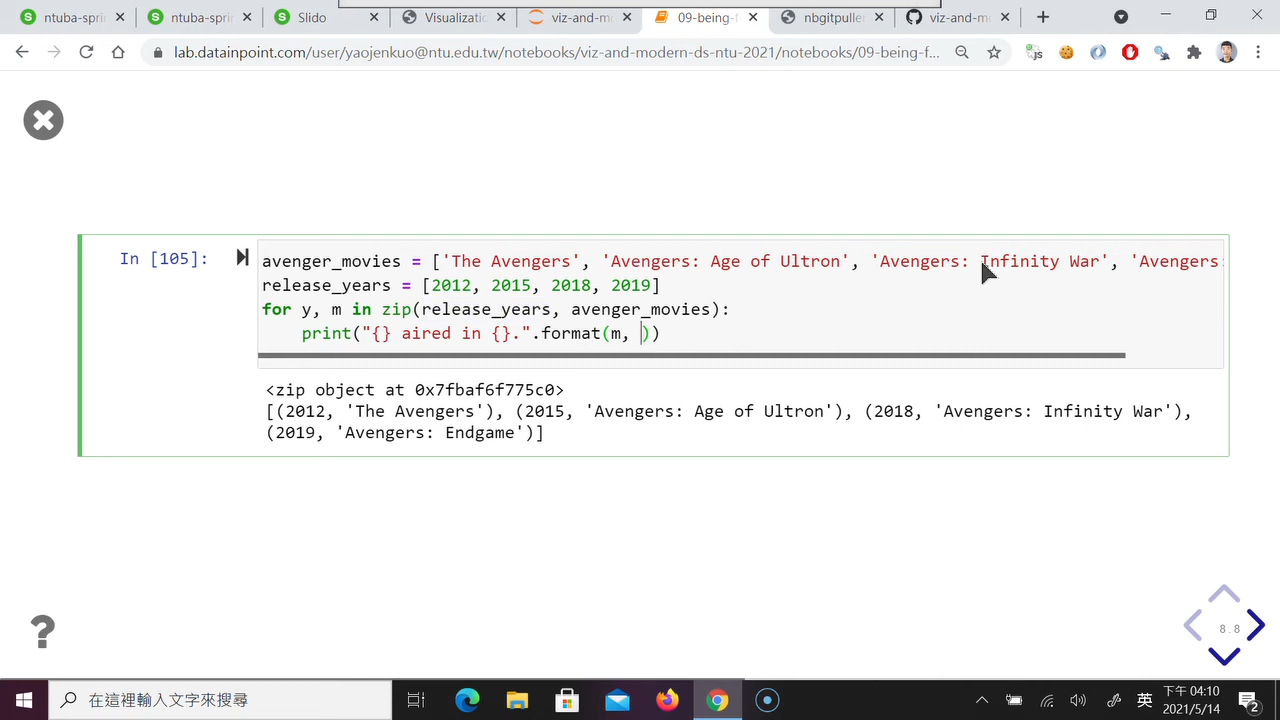 ntuba-spri
ntuba-spri
Slido
Visualizati
viz-and-m
09-being-f
nbgitpuller
viz-and-m
lab.datainpoint.com/user/yaojenkuo@ntu.edu.tw/notebooks/viz-and-modern-ds-ntu-2021/notebooks/09-being-f...
JS
In [105]:
avenger_movies = ['The Avengers', 'Avengers: Age of Ultron', 'Avengers: Infinity War', 'Avengers:
release_years = [2012, 2015, 2018, 2019]
for y, m in zip(release_years, avenger_movies):
print("{} aired in {}.".format(m, ))
<zip object at 0x7fbaf6f775c0>
[(2012, 'The Avengers'), (2015, 'Avengers: Age of Ultron'), (2018, 'Avengers: Infinity War'),
(2019, 'Avengers: Endgame')]
8.8
?
在這裡輸入文字來搜尋
英
下午 04:10
2021/5/14
2